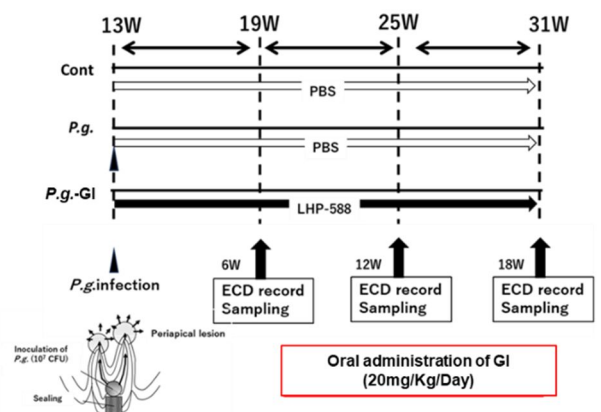 13W 19W 25W 31W
Cont
PBS
P.g.
PBS
P.g.-GI
LHP-588
6W 12W 18W
P.g.infection
ECD record
Sampling
ECD record
Sampling
ECD record
Sampling
Inoculation of
P.g. (10⁷ CFU)
Periapical lesion
Sealing
Oral administration of GI
(20mg/Kg/Day)